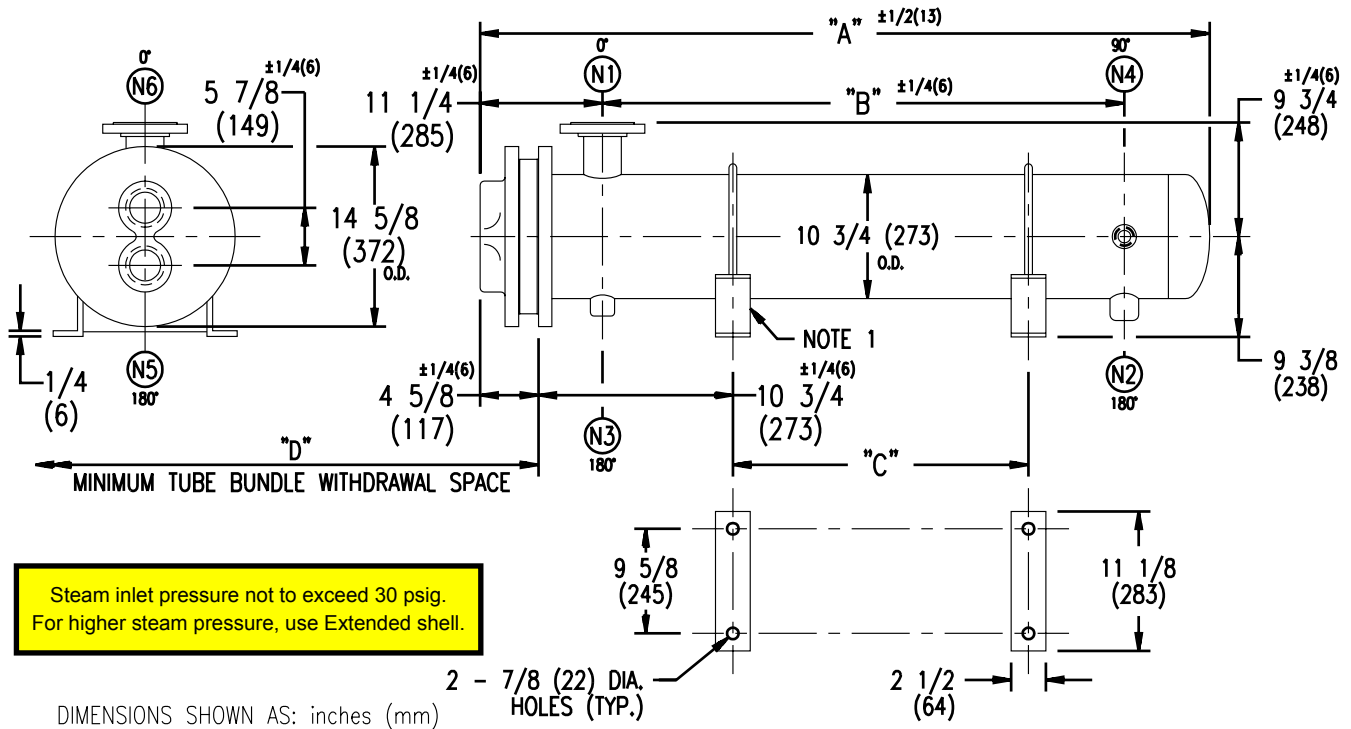 "A" ±1/2(13)
0°
N6
±1/4(6)
5 7/8
(149)
±1/4(6)
11 1/4
(285)
0°
N1
"B" ±1/4(6)
90°
N4
±1/4(6)
9 3/4
(248)
14 5/8
(372)
O.D.
10 3/4 (273)
O.D.
NOTE 1
1/4
(6)
N5
180°
±1/4(6)
4 5/8
(117)
±1/4(6)
10 3/4
(273)
N3
180°
N2
180°
9 3/8
(238)
"D"
MINIMUM TUBE BUNDLE WITHDRAWAL SPACE
"C"
9 5/8
(245)
11 1/8
(283)
Steam inlet pressure not to exceed 30 psig.
For higher steam pressure, use Extended shell.
2 - 7/8 (22) DIA.
HOLES (TYP.)
2 1/2
(64)
DIMENSIONS SHOWN AS: inches (mm)